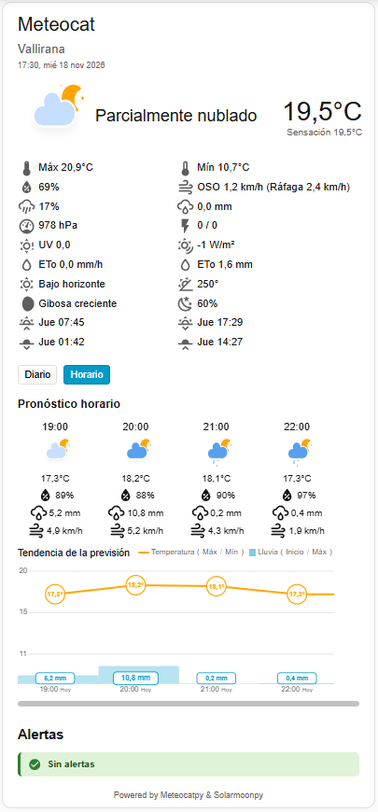 Meteocat
Vallirana
17:30, mié 18 nov 2026
Parcialmente nublado
19,5°C
Sensación 19,5°C
Máx 20,9°C
Mín 10,7°C
69%
OSO 1,2 km/h (Ráfaga 2,4 km/h)
17%
0,0 mm
978 hPa
0 / 0
UV 0,0
-1 W/m²
ETo 0,0 mm/h
ETo 1,6 mm
Bajo horizonte
250°
Gibosa creciente
60%
Jue 07:45
Jue 17:29
Jue 01:42
Jue 14:27
Diario Horario
Pronóstico horario
19:00 20:00 21:00 22:00
17,3°C 18,2°C 18,1°C 17,3°C
89% 88% 90% 97%
5,2 mm 10,8 mm 0,2 mm 0,4 mm
4,9 km/h 5,2 km/h 4,3 km/h 1,9 km/h
Tendencia de la previsión Temperatura ( Máx / Mín ) Lluvia ( Inicio / Máx )
20
17,3° 18,2° 18,1° 17,3°
15
11
5,2 mm 10,8 mm 0,2 mm 0,4 mm
19:00 Hoy 20:00 Hoy 21:00 Hoy 22:00 Hoy
Alertas
Sin alertas
Powered by Meteocatpy & Solarmoonpy